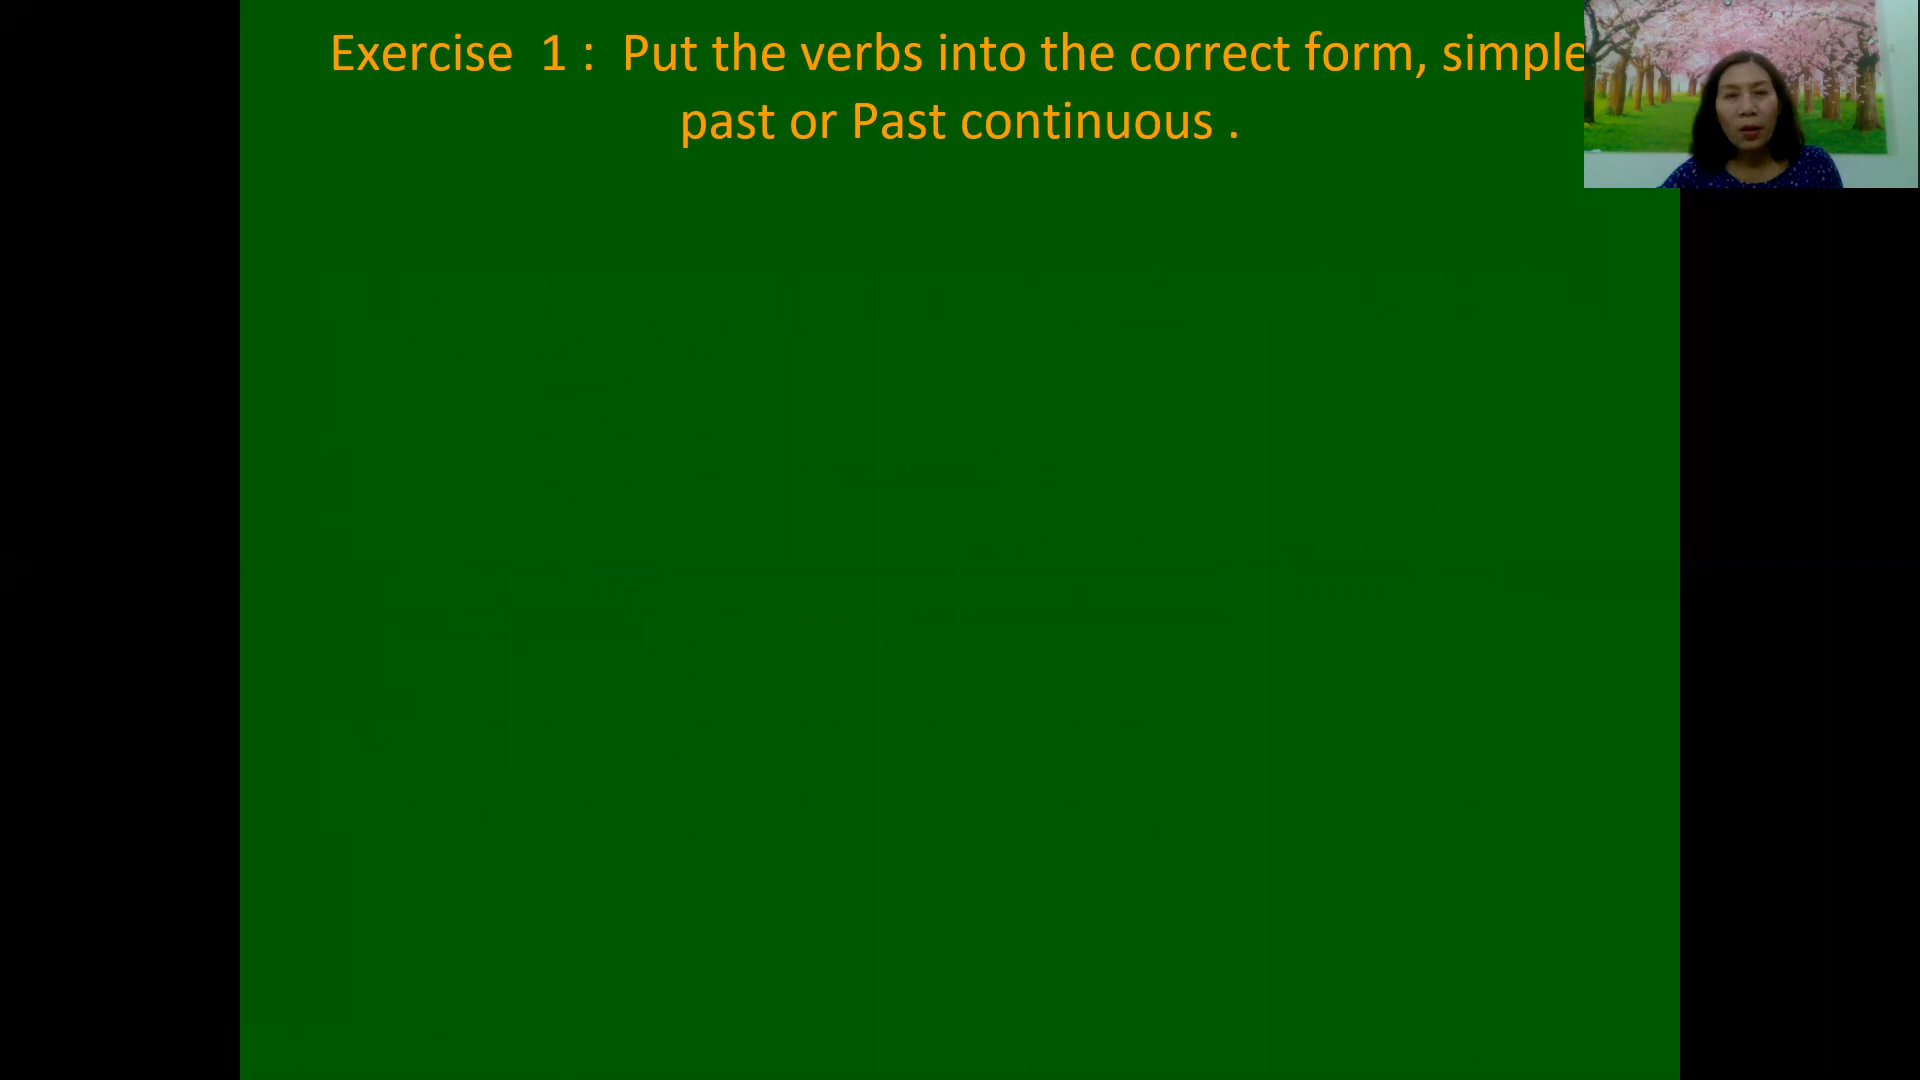 Exercise 1 : Put the verbs into the correct form, simple
past or Past continuous .